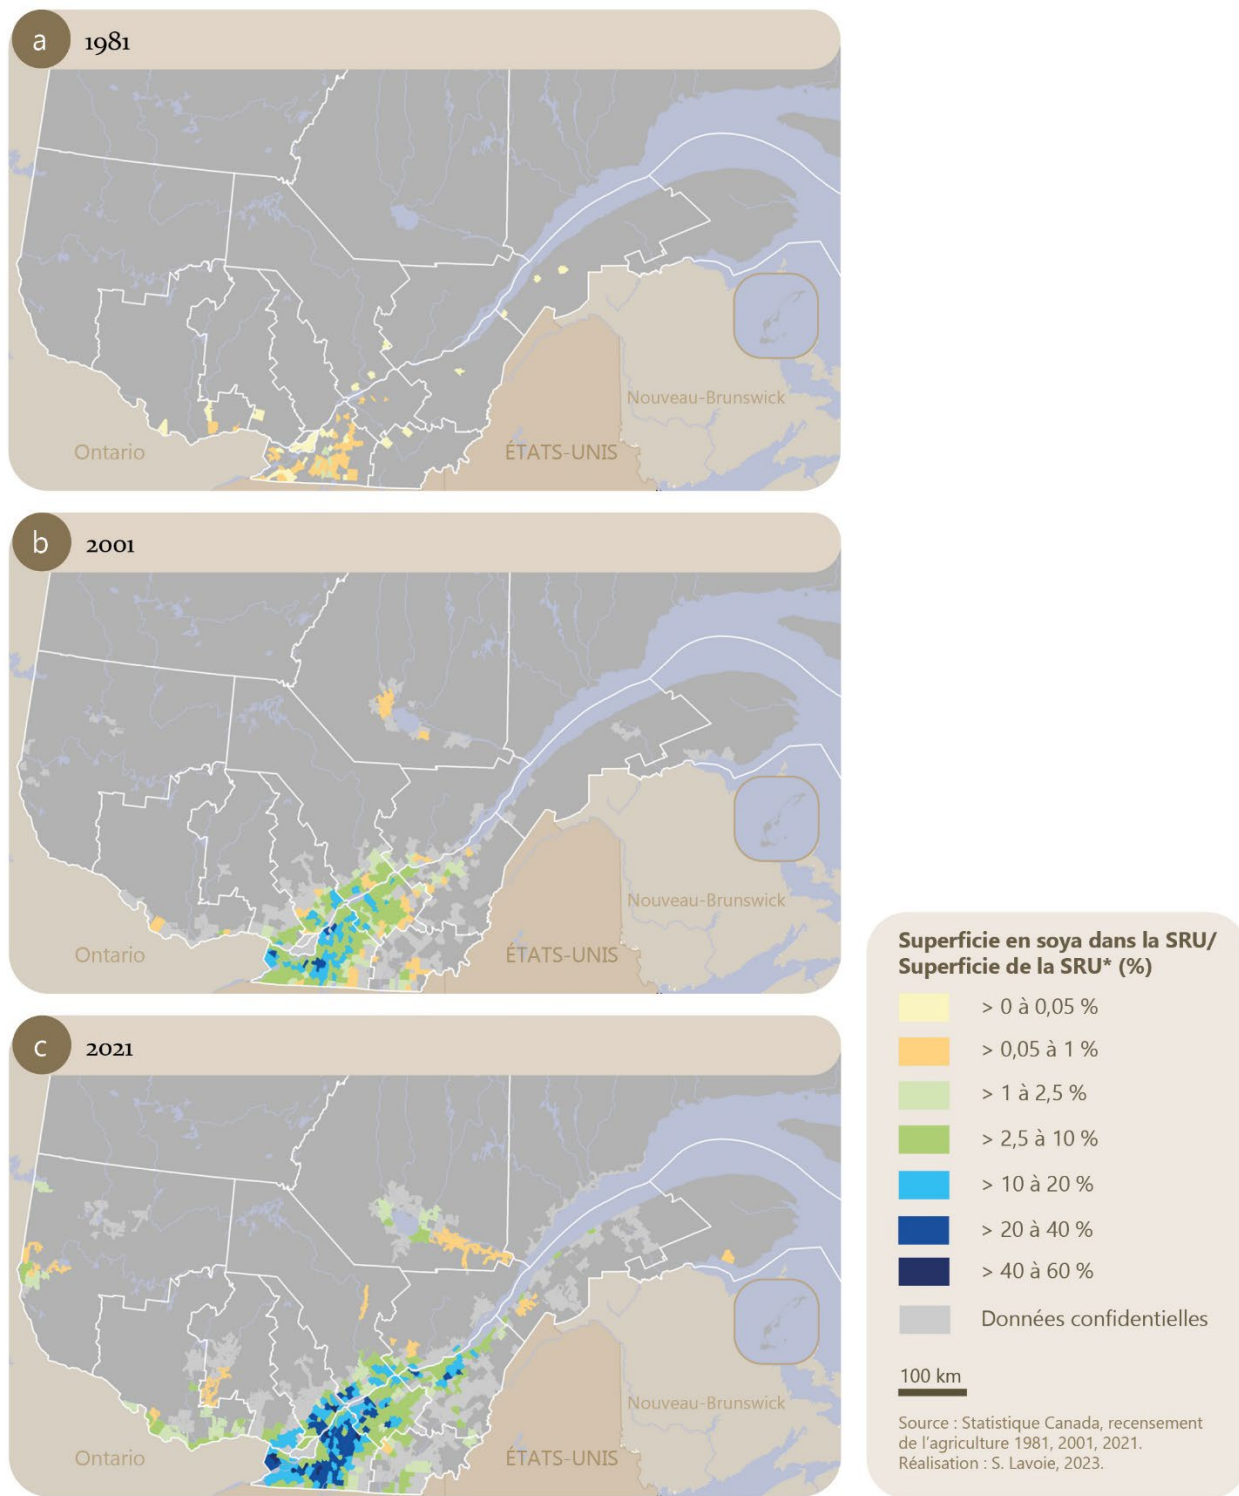 a 1981
Ontario
ÉTATS-UNIS
Nouveau-Brunswick
b 2001
Ontario
ÉTATS-UNIS
Nouveau-Brunswick
c 2021
Ontario
ÉTATS-UNIS
Nouveau-Brunswick
Superficie en soya dans la SRU/
Superficie de la SRU* (%)
> 0 à 0,05 %
> 0,05 à 1 %
> 1 à 2,5 %
> 2,5 à 10 %
> 10 à 20 %
> 20 à 40 %
> 40 à 60 %
Données confidentielles
100 km
Source : Statistique Canada, recensement
de l'agriculture 1981, 2001, 2021.
Réalisation : S. Lavoie, 2023.